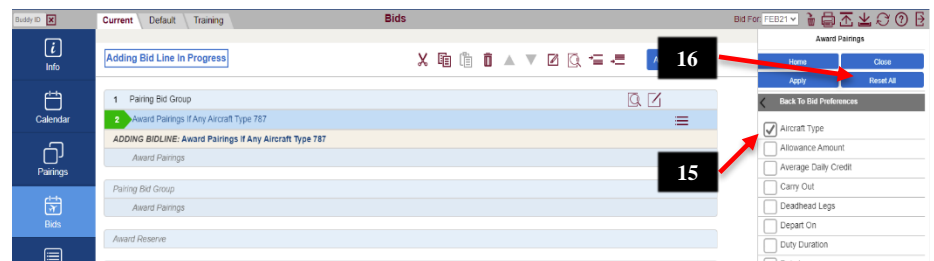 Buddy ID
Current Default Training
Bids
Bid For FEB21
Info
Calendar
Pairings
Bids
Adding Bid Line In Progress
A
1 Pairing Bid Group
2 Award Pairings If Any Aircraft Type 787
ADDING BIDLINE: Award Pairings If Any Aircraft Type 787
Award Pairings
Pairing Bid Group
Award Pairings
Award Reserve
16
15
Award Pairings
Home Close
Apply Reset All
Back To Bid Preferences
Aircraft Type
Allowance Amount
Average Daily Credit
Carry Out
Deadhead Legs
Depart On
Duty Duration